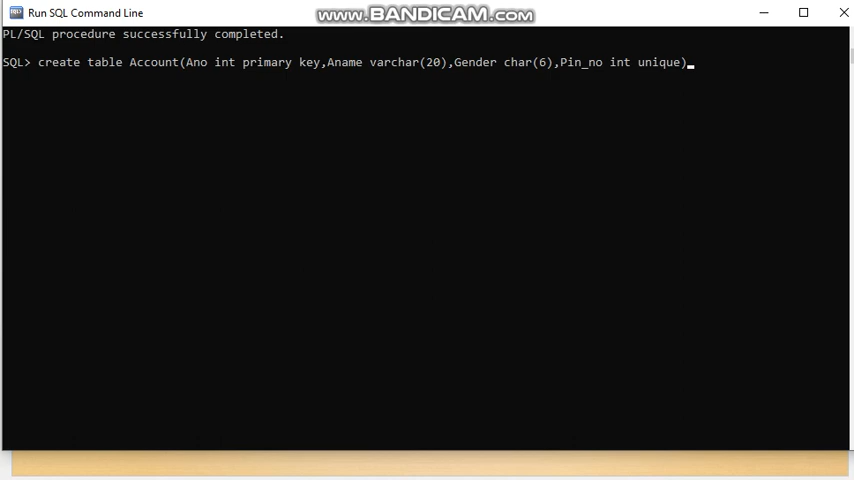 Run SQL Command Line
www.BANDICAM.com
PL/SQL procedure successfully completed.
SQL> create table Account(Ano int primary key,Aname varchar(20),Gender char(6),Pin_no int unique)